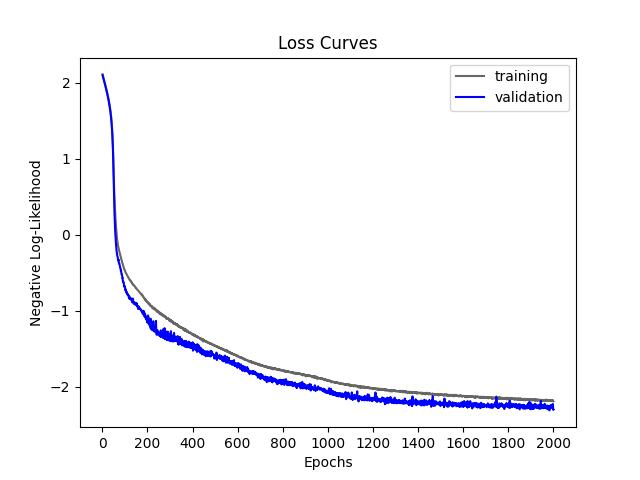 Loss Curves
training
validation
Negative Log-Likelihood
2
1
0
−1
−2
0 200 400 600 800 1000 1200 1400 1600 1800 2000
Epochs